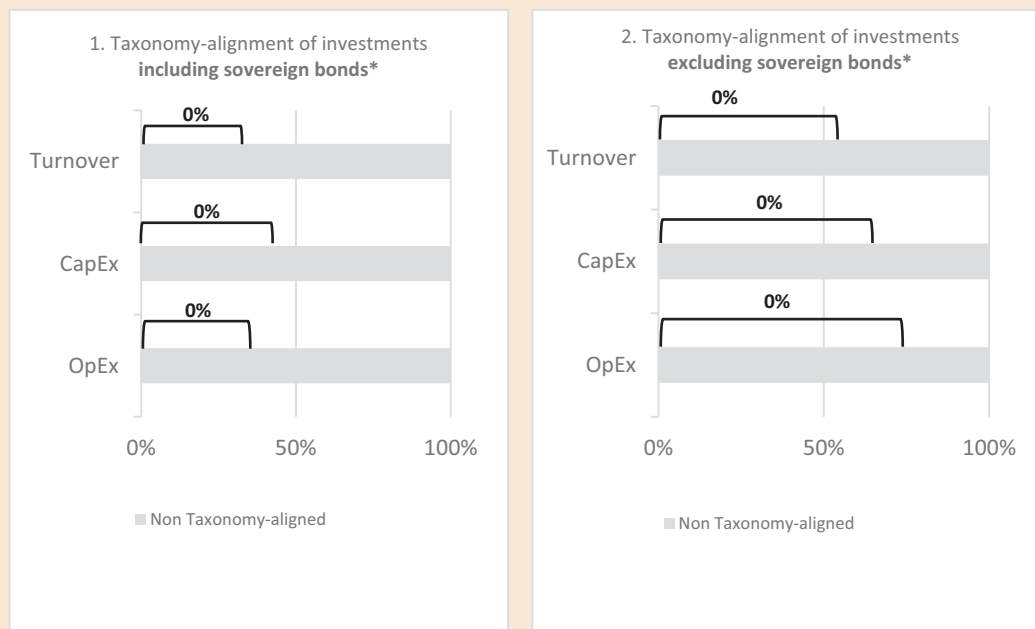 1. Taxonomy-alignment of investments
including sovereign bonds*
0%
Turnover
0%
CapEx
0%
OpEx
0% 50% 100%
Non Taxonomy-aligned
2. Taxonomy-alignment of investments
excluding sovereign bonds*
0%
Turnover
0%
CapEx
0%
OpEx
0% 50% 100%
Non Taxonomy-aligned